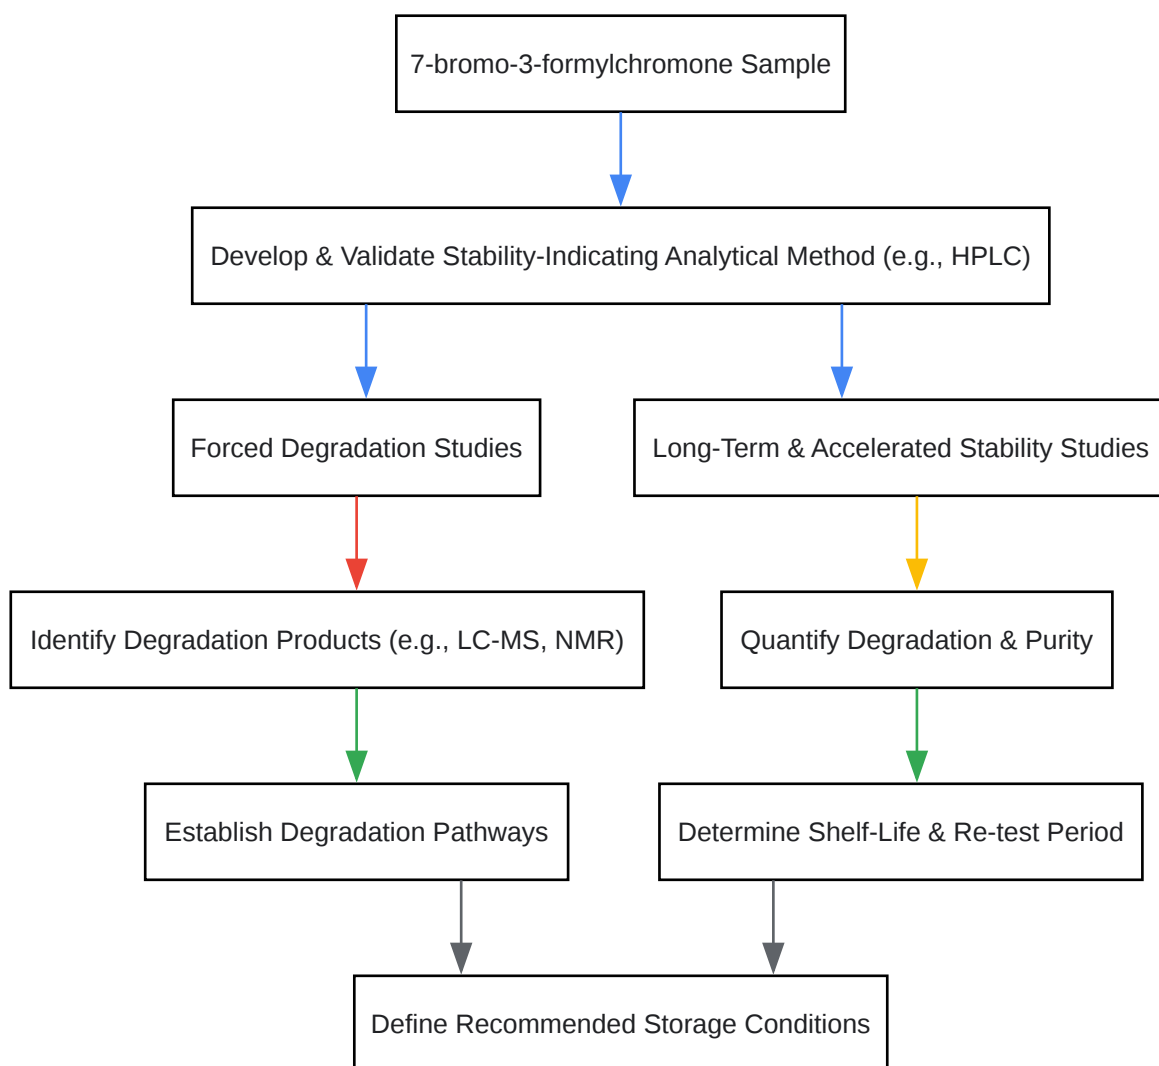 7-bromo-3-formylchromone Sample
Develop & Validate Stability-Indicating Analytical Method (e.g., HPLC)
Forced Degradation Studies
Long-Term & Accelerated Stability Studies
Identify Degradation Products (e.g., LC-MS, NMR)
Quantify Degradation & Purity
Establish Degradation Pathways
Determine Shelf-Life & Re-test Period
Define Recommended Storage Conditions